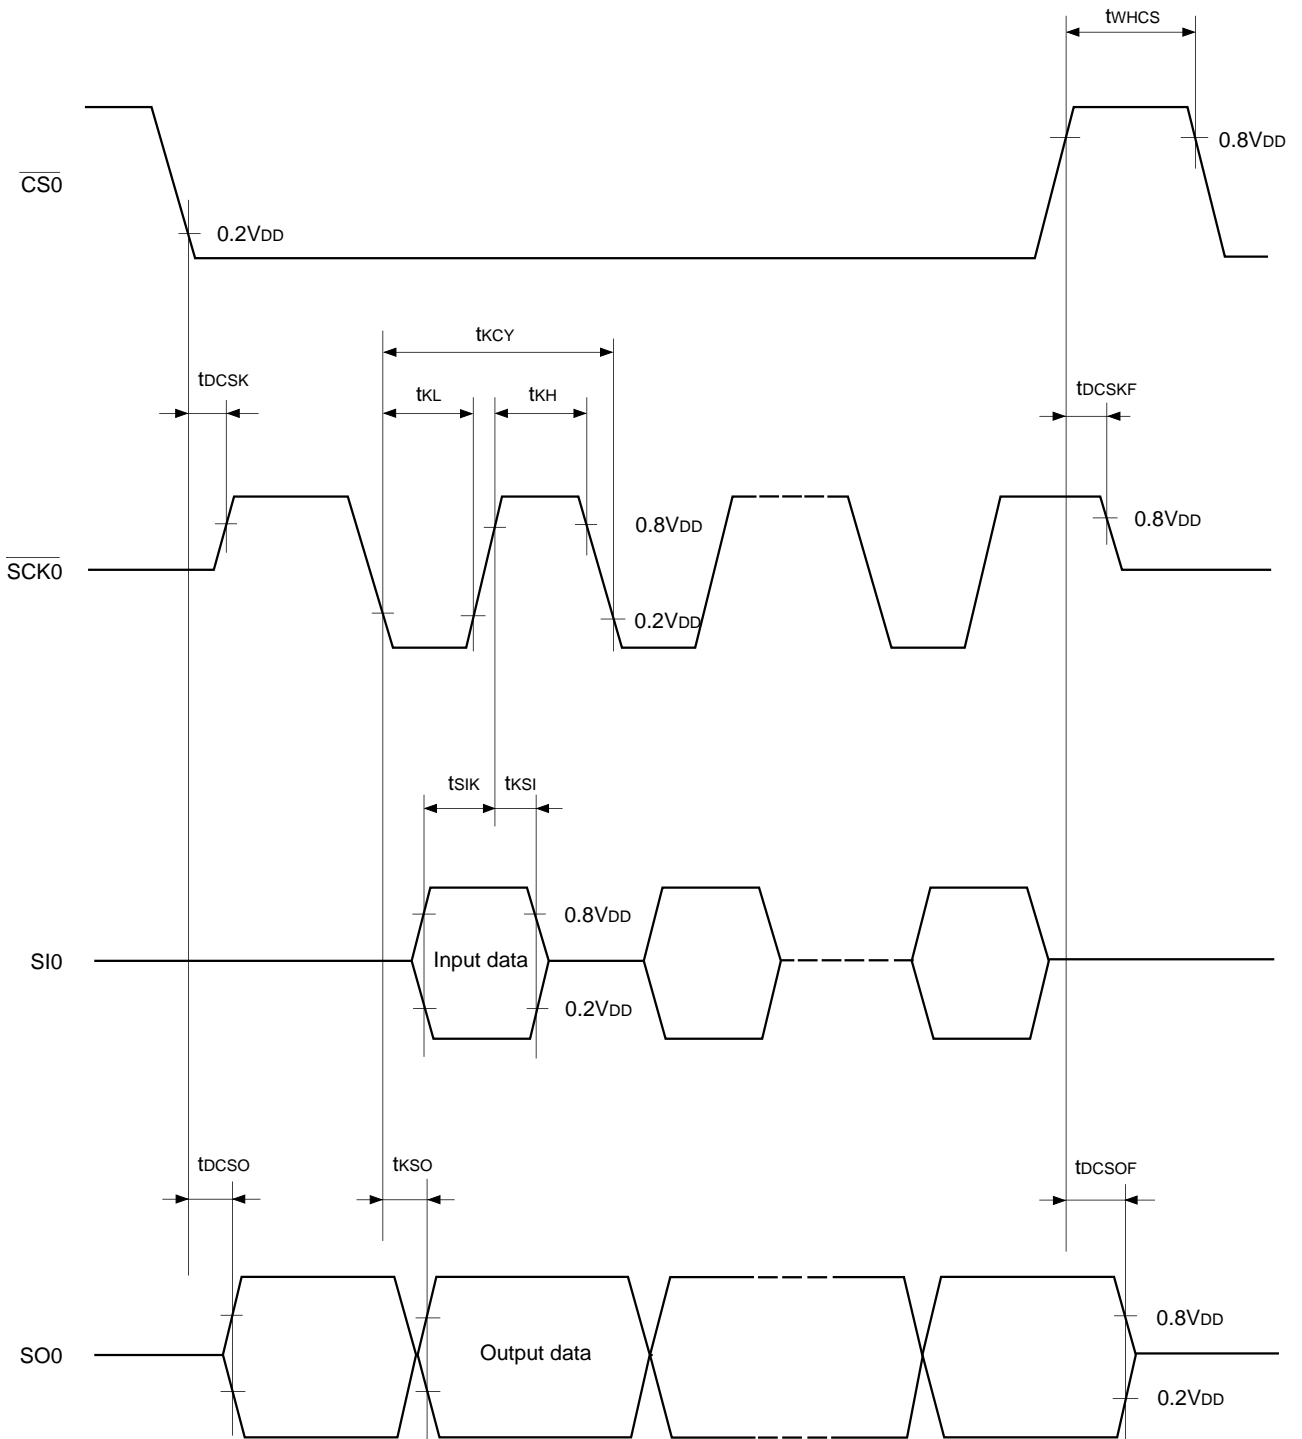 tWHCS
0.8VDD
CS0
0.2VDD
tKCY
tDCSK
tKL
tKH
tDCSKF
0.8VDD
0.8VDD
SCK0
0.2VDD
tSIK
tKSI
0.8VDD
SI0
Input data
0.2VDD
tDCSO
tKSO
tDCSOF
0.8VDD
SO0
Output data
0.2VDD